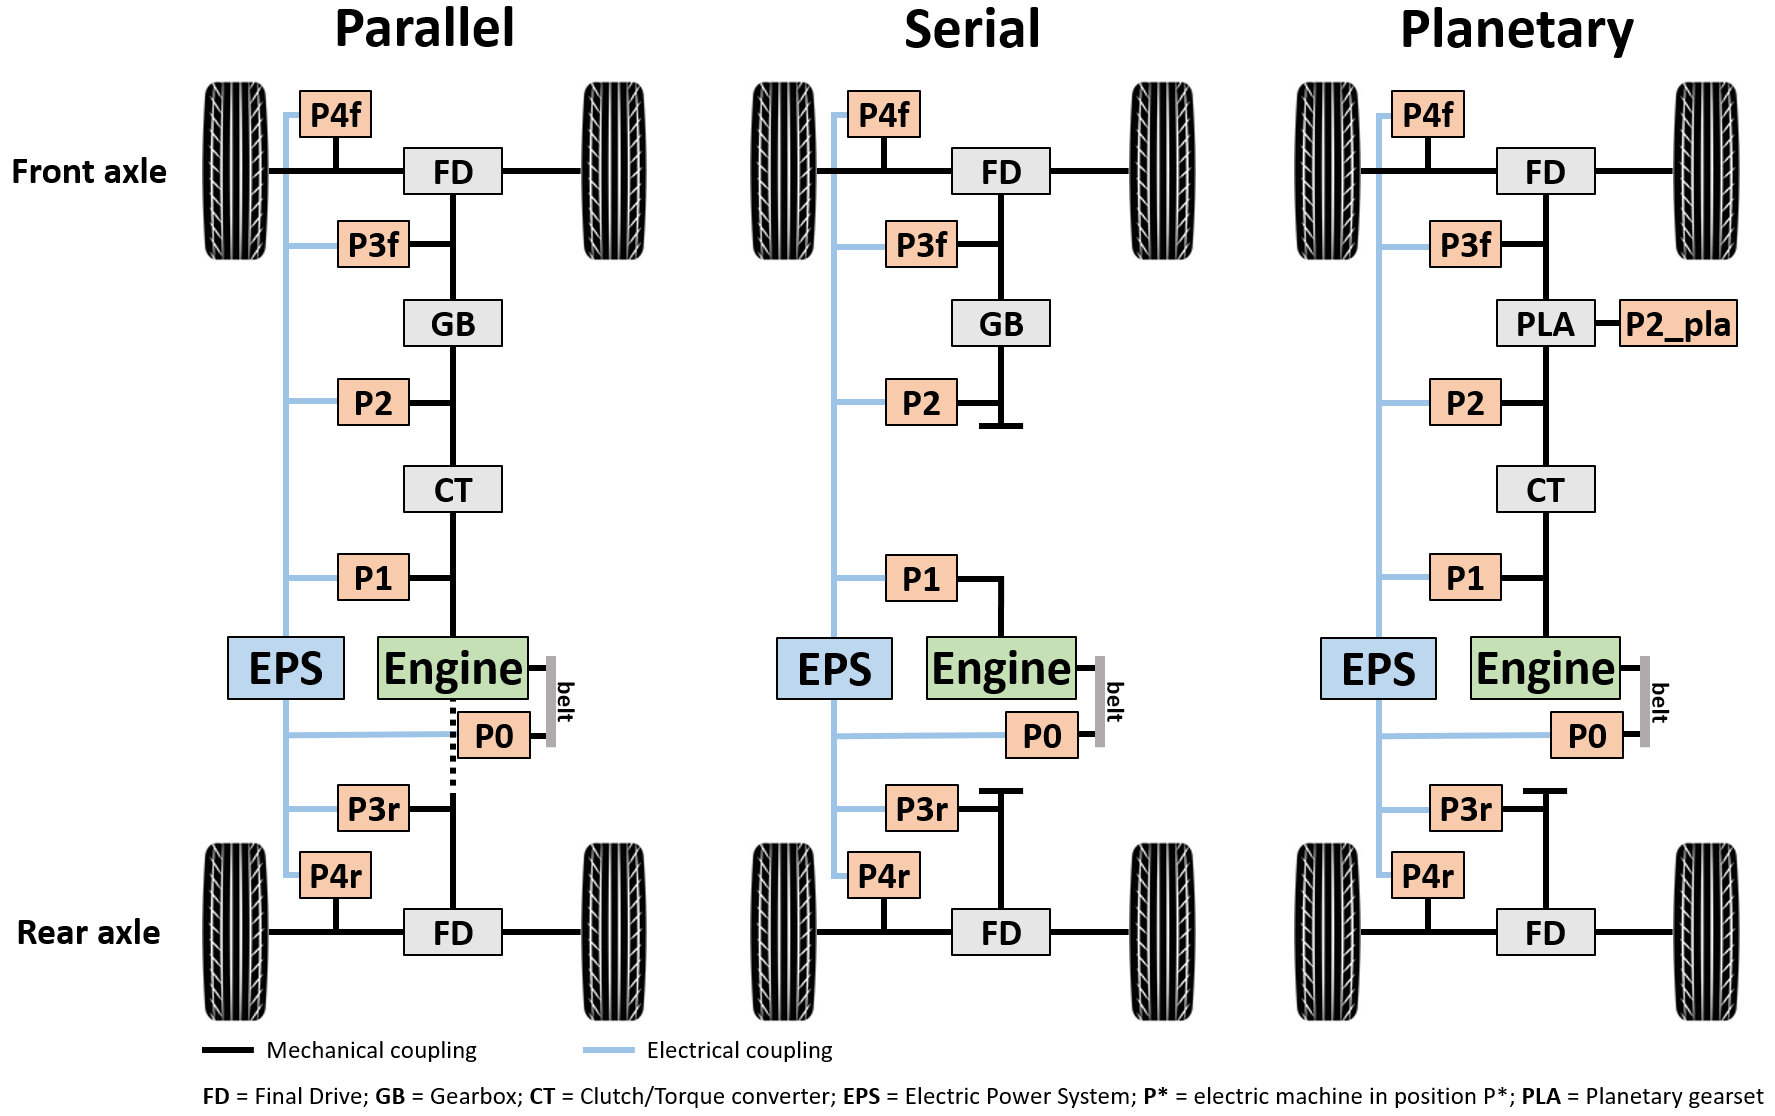 Parallel
Serial
Planetary
Front axle
P4f
FD
P3f
GB
P2
CT
P1
EPS
Engine
belt
P0
P3r
P4r
FD
Rear axle
P4f
FD
P3f
GB
P2
P1
EPS
Engine
belt
P0
P3r
P4r
FD
P4f
FD
P3f
PLA
P2_pla
P2
CT
P1
EPS
Engine
belt
P0
P3r
P4r
FD
Mechanical coupling
Electrical coupling
FD = Final Drive; GB = Gearbox; CT = Clutch/Torque converter; EPS = Electric Power System; P* = electric machine in position P*; PLA = Planetary gearset